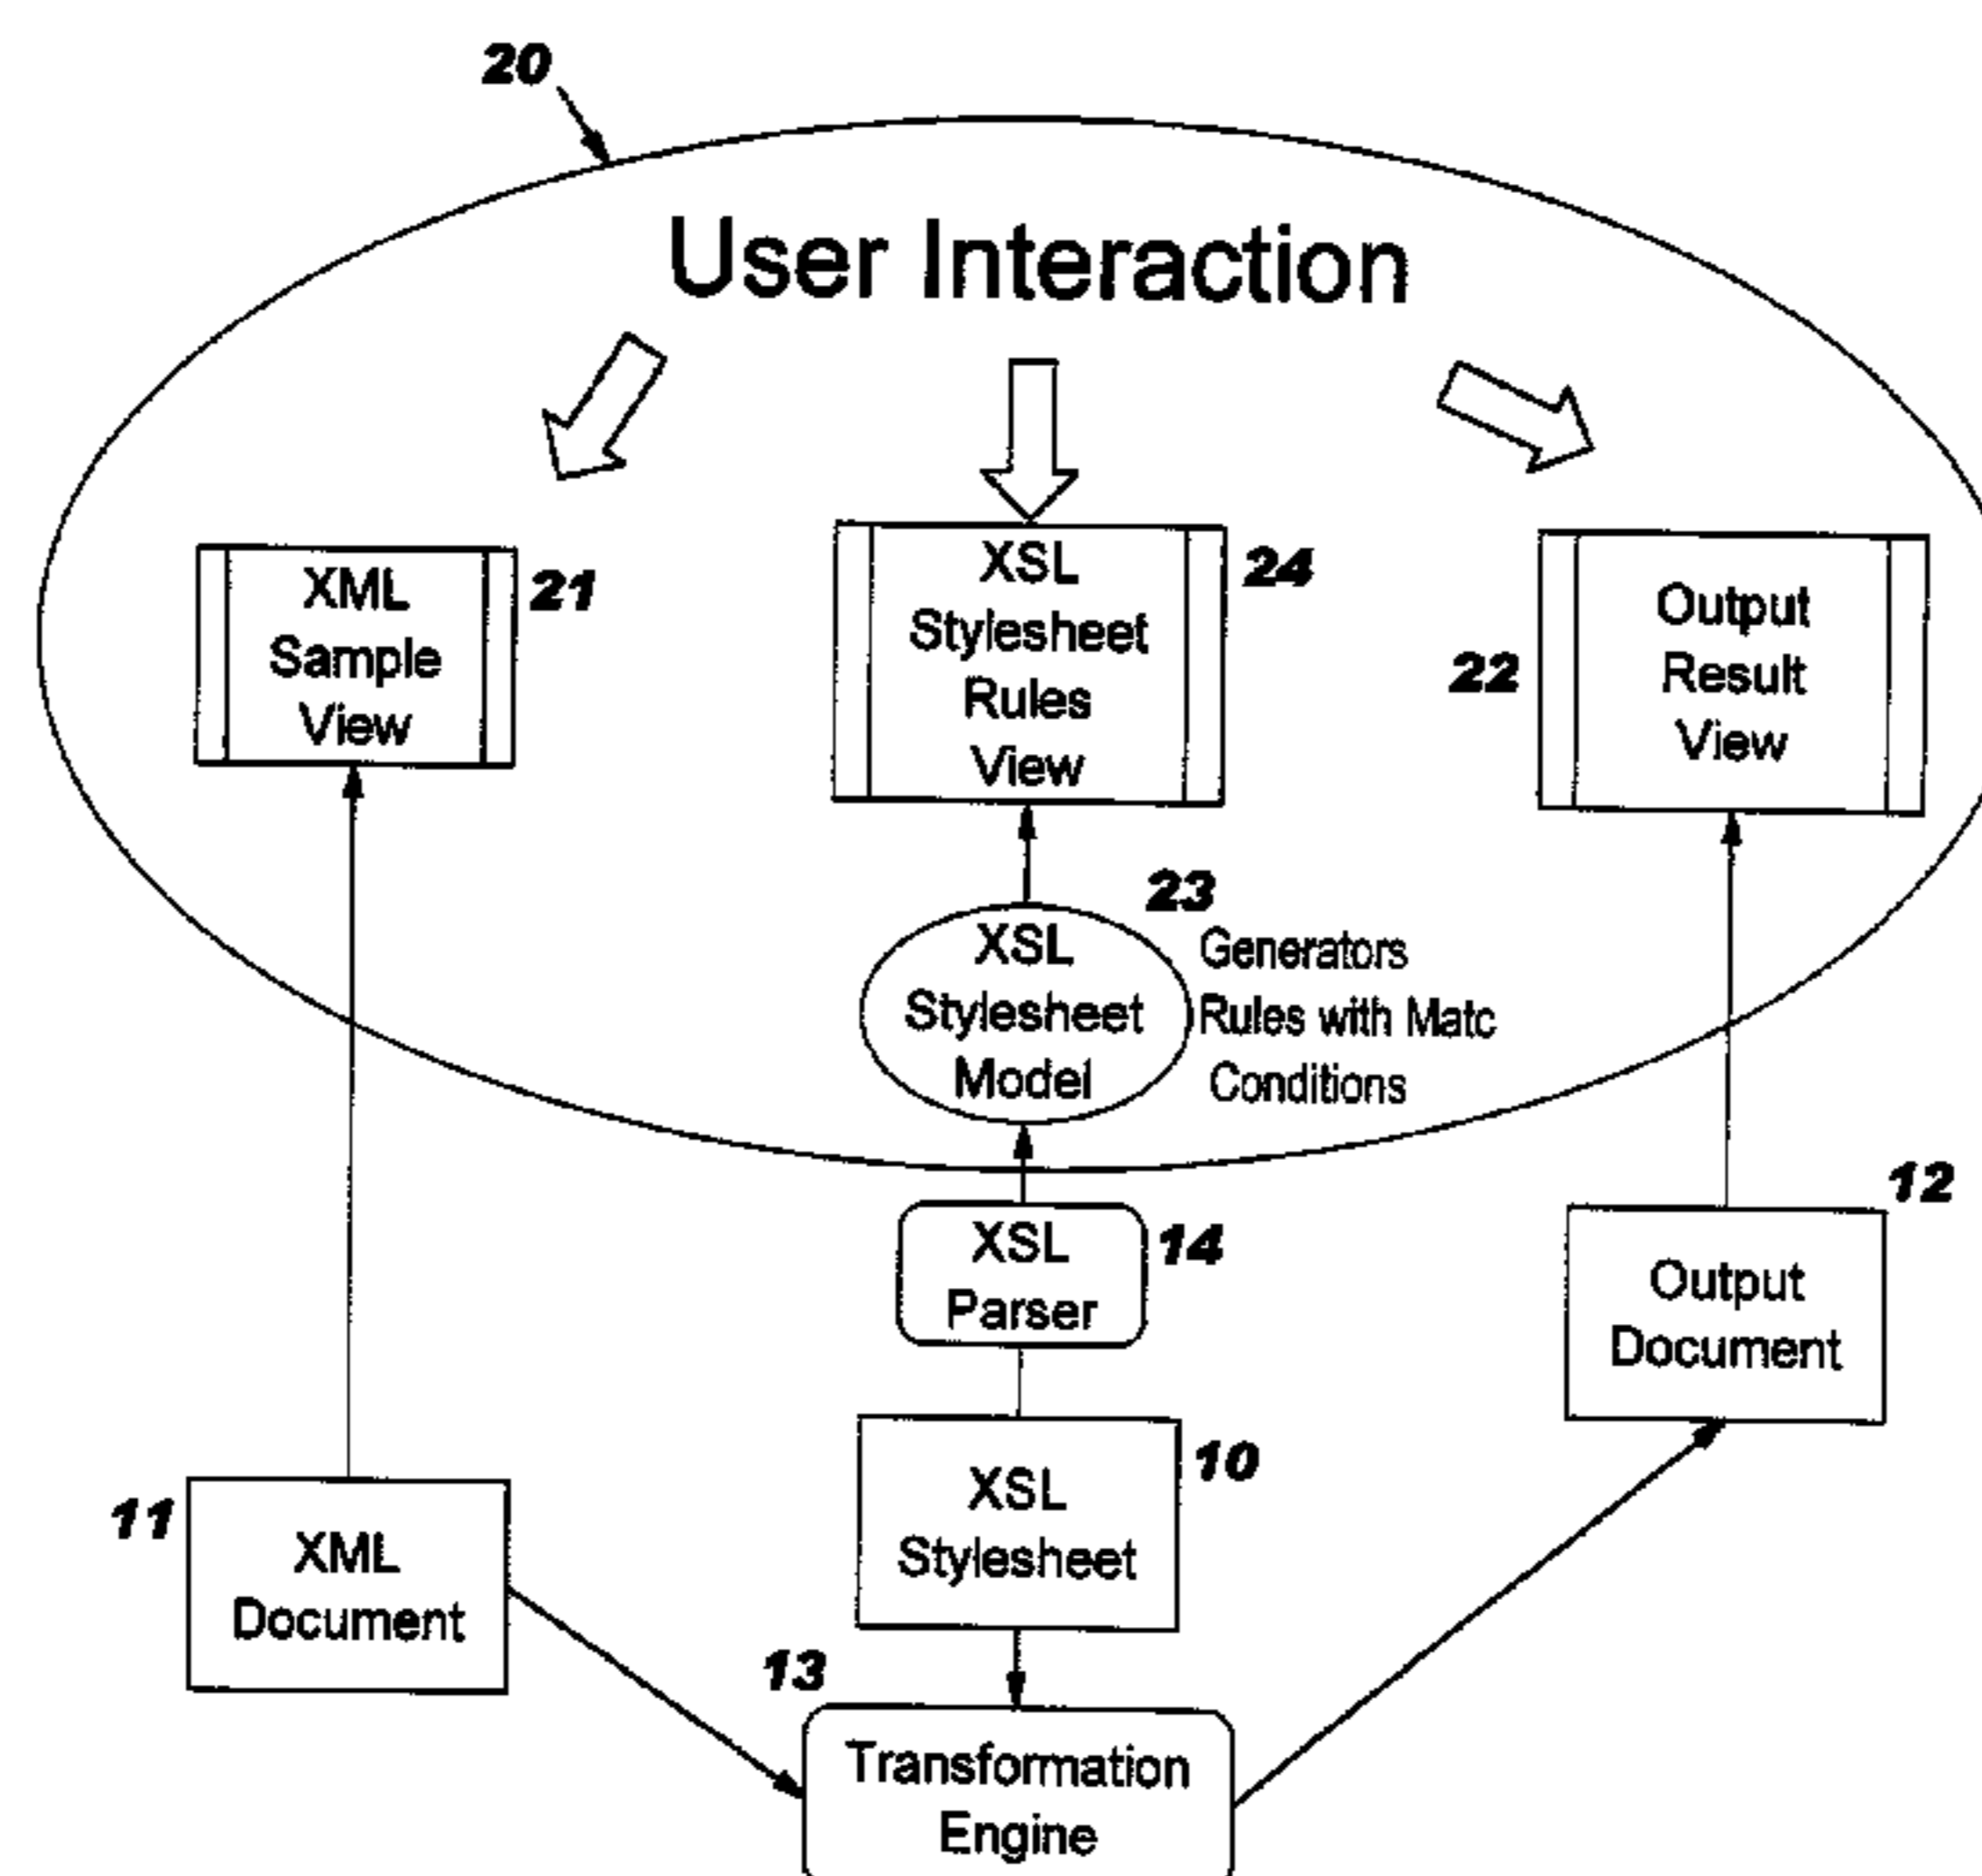 20
User Interaction
XML
Sample
View
21
XSL
Stylesheet
Rules
View
24
22
Output
Result
View
23
XSL
Stylesheet
Model
Generators
Rules with Matc
Conditions
XSL
Parser
14
12
Output
Document
11
XML
Document
XSL
Stylesheet
10
13
Transformation
Engine